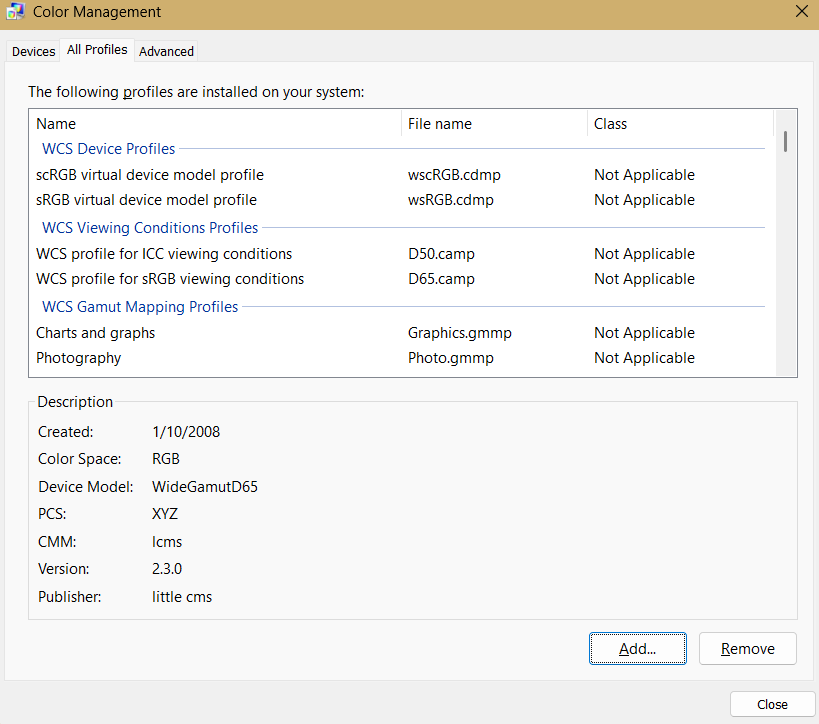 Color Management
Devices All Profiles Advanced
The following profiles are installed on your system:
Name File name Class
WCS Device Profiles
scRGB virtual device model profile wscRGB.cdmp Not Applicable
sRGB virtual device model profile wsRGB.cdmp Not Applicable
WCS Viewing Conditions Profiles
WCS profile for ICC viewing conditions D50.camp Not Applicable
WCS profile for sRGB viewing conditions D65.camp Not Applicable
WCS Gamut Mapping Profiles
Charts and graphs Graphics.gmmp Not Applicable
Photography Photo.gmmp Not Applicable
Description
Created: 1/10/2008
Color Space: RGB
Device Model: WideGamutD65
PCS: XYZ
CMM: lcms
Version: 2.3.0
Publisher: little cms
Add... Remove
Close